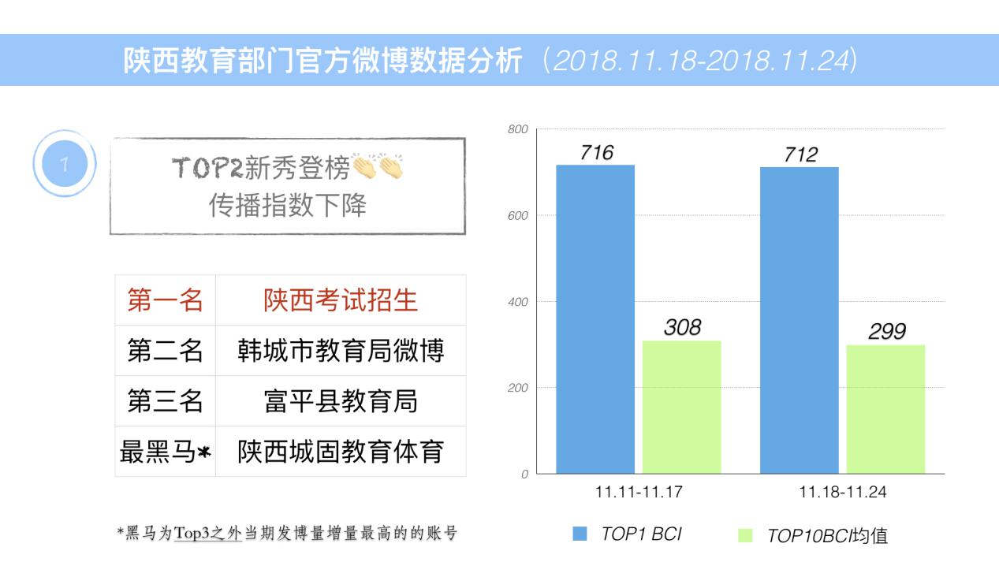 陕西教育部门官方微博数据分析（2018.11.18-2018.11.24）
1
TOP2新秀登榜👏👏
传播指数下降
第一名 陕西考试招生
第二名 韩城市教育局微博
第三名 富平县教育局
最黑马* 陕西城固教育体育
*黑马为Top3之外当期发博量增量最高的的账号
800
600
400
200
0
716
308
712
299
11.11-11.17
11.18-11.24
TOP1 BCI
TOP10BCI均值